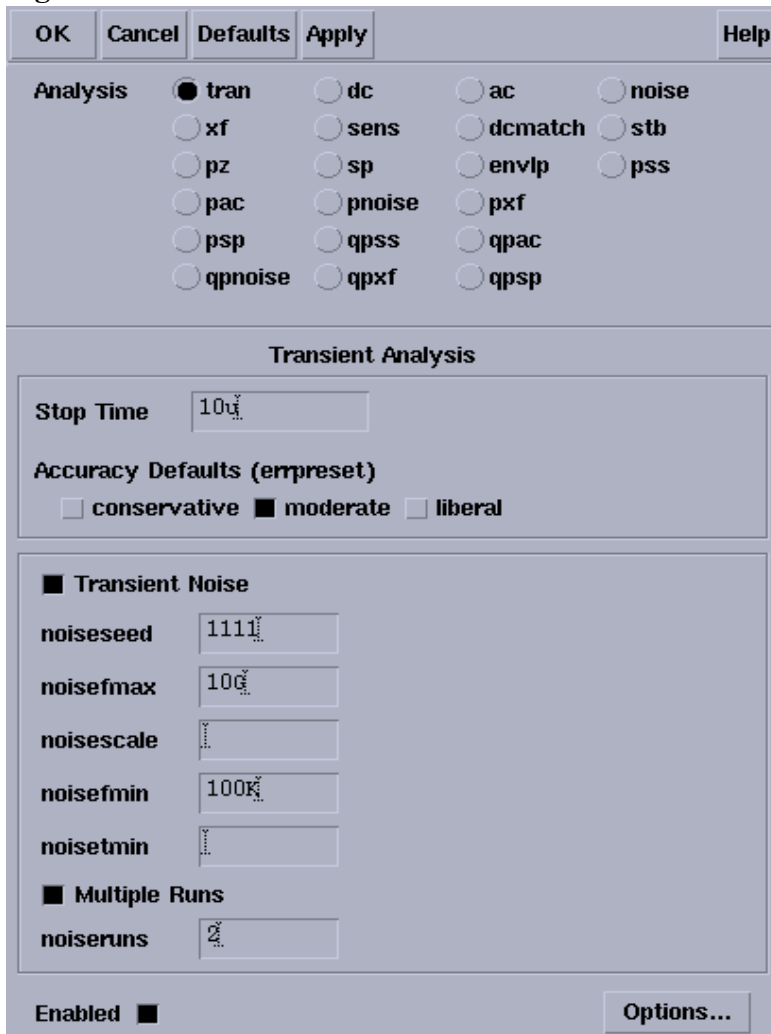 OK Cancel Defaults Apply Help
Analysis tran dc ac noise
xf sens dcmatch stb
pz sp envlp pss
pac pnoise pxf
psp qpss qpac
qpnoise qpxf qpsp
Transient Analysis
Stop Time 10u
Accuracy Defaults (errpreset)
conservative moderate liberal
Transient Noise
noiseseed 1111
noisefmax 10G
noisescale
noisefmin 100K
noisetmin
Multiple Runs
noiseruns 2
Enabled Options...